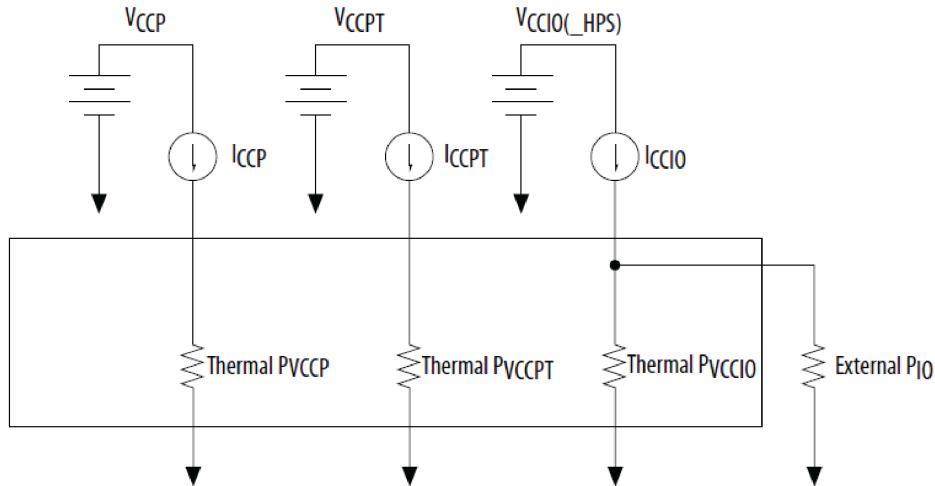 VCCP
VCCPT
VCCIO(_HPS)
ICCP
ICCPT
ICCIO
Thermal PVCCP
Thermal PVCCPT
Thermal PVCCIO
External PIO